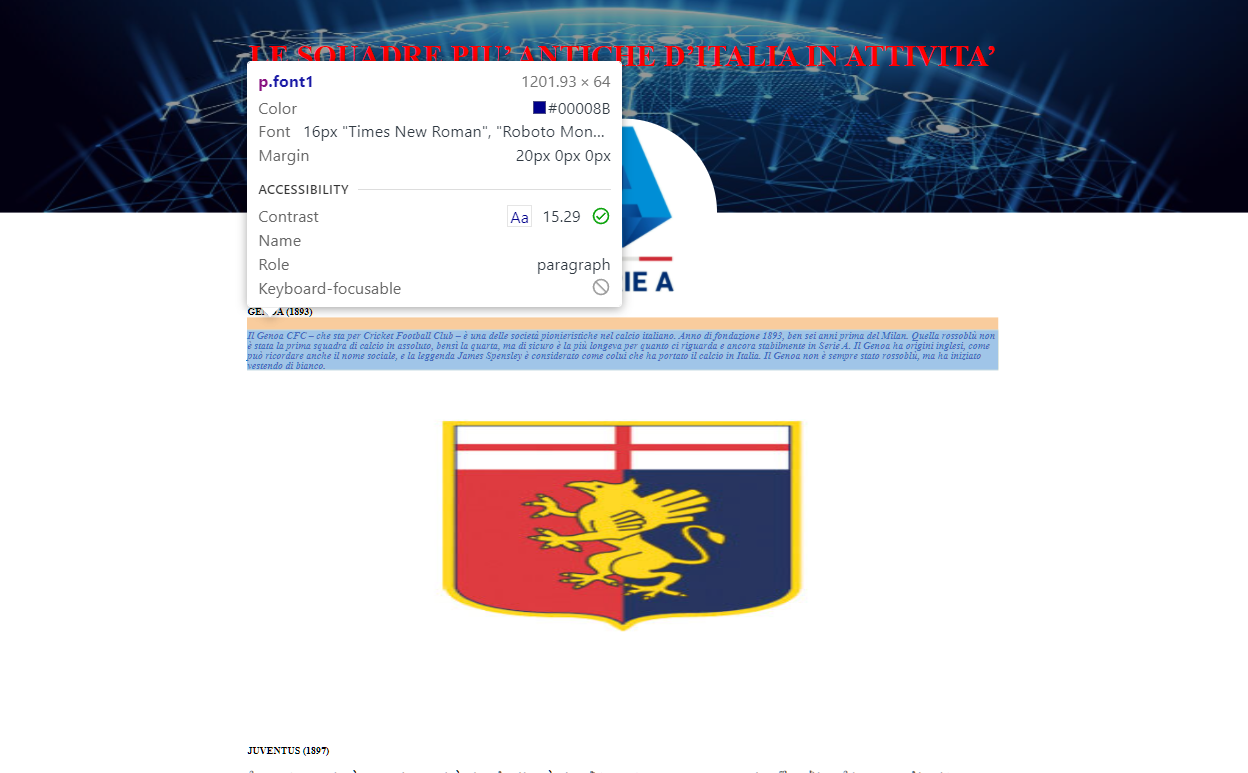 LE SQUADRE PIU’ ANTICHE D’ITALIA IN ATTIVITA’
p.font1 1201.93 × 64
Color #00008B
Font 16px "Times New Roman", "Roboto Mon...
Margin 20px 0px 0px
ACCESSIBILITY
Contrast Aa 15.29
Name
Role paragraph
Keyboard-focusable
IE A
(1893)
Il Genoa CFC – che sta per Cricket Football Club – è una delle società pionieristiche nel calcio italiano. Anno di fondazione 1893, ben sei anni prima del Milan. Quella rossoblù non
è stata la prima squadra di calcio in assoluto, bensì la quarta, ma di sicuro è la più longeva per quanto ci riguarda e ancora stabilmente in Serie A. Il Genoa ha origini inglesi, come
può ricordare anche il nome sociale, e la leggenda James Spensley è considerato come colui che ha portato il calcio in Italia. Il Genoa non è sempre stato rossoblù, ma ha iniziato
vestendo di bianco.
JUVENTUS (1897)